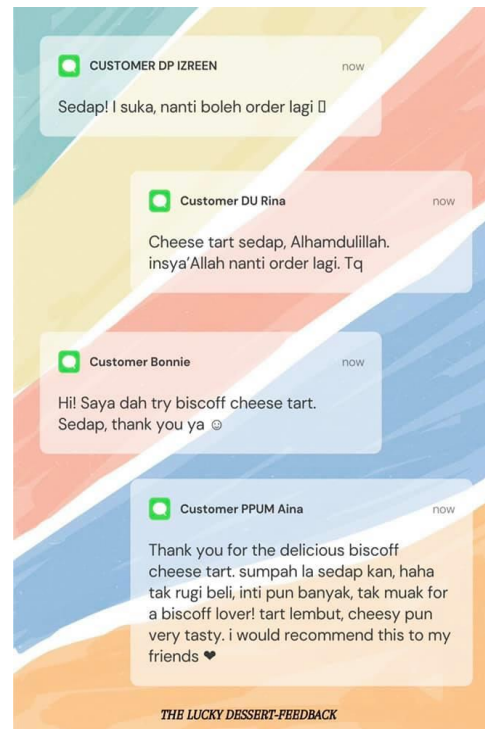 CUSTOMER DP IZREEN
now
Sedap! I suka, nanti boleh order lagi ▯
Customer DU Rina
now
Cheese tart sedap, Alhamdulillah.
insya’Allah nanti order lagi. Tq
Customer Bonnie
now
Hi! Saya dah try biscoff cheese tart.
Sedap, thank you ya ☺
Customer PPUM Aina
now
Thank you for the delicious biscoff
cheese tart. sumpah la sedap kan, haha
tak rugi beli, inti pun banyak, tak muak for
a biscoff lover! tart lembut, cheesy pun
very tasty. i would recommend this to my
friends ❤
THE LUCKY DESSERT-FEEDBACK